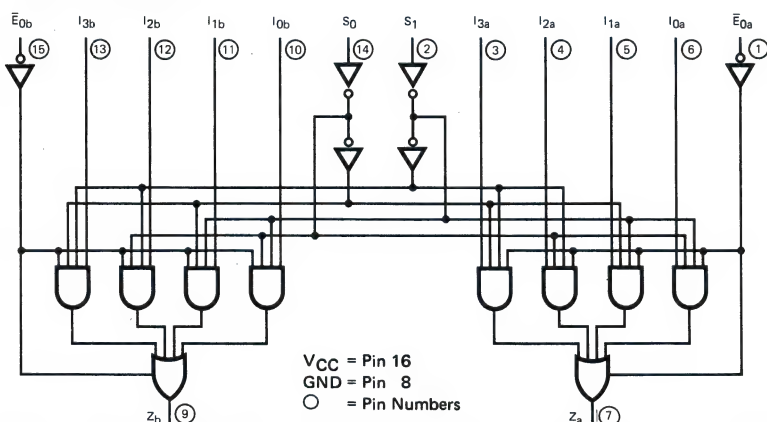 Ē0b I3b I2b I1b I0b S0 S1 I3a I2a I1a I0a Ē0a
15 13 12 11 10 14 2 3 4 5 6 1
VCC = Pin 16
GND = Pin 8
○ = Pin Numbers
Zb 9 Za 7